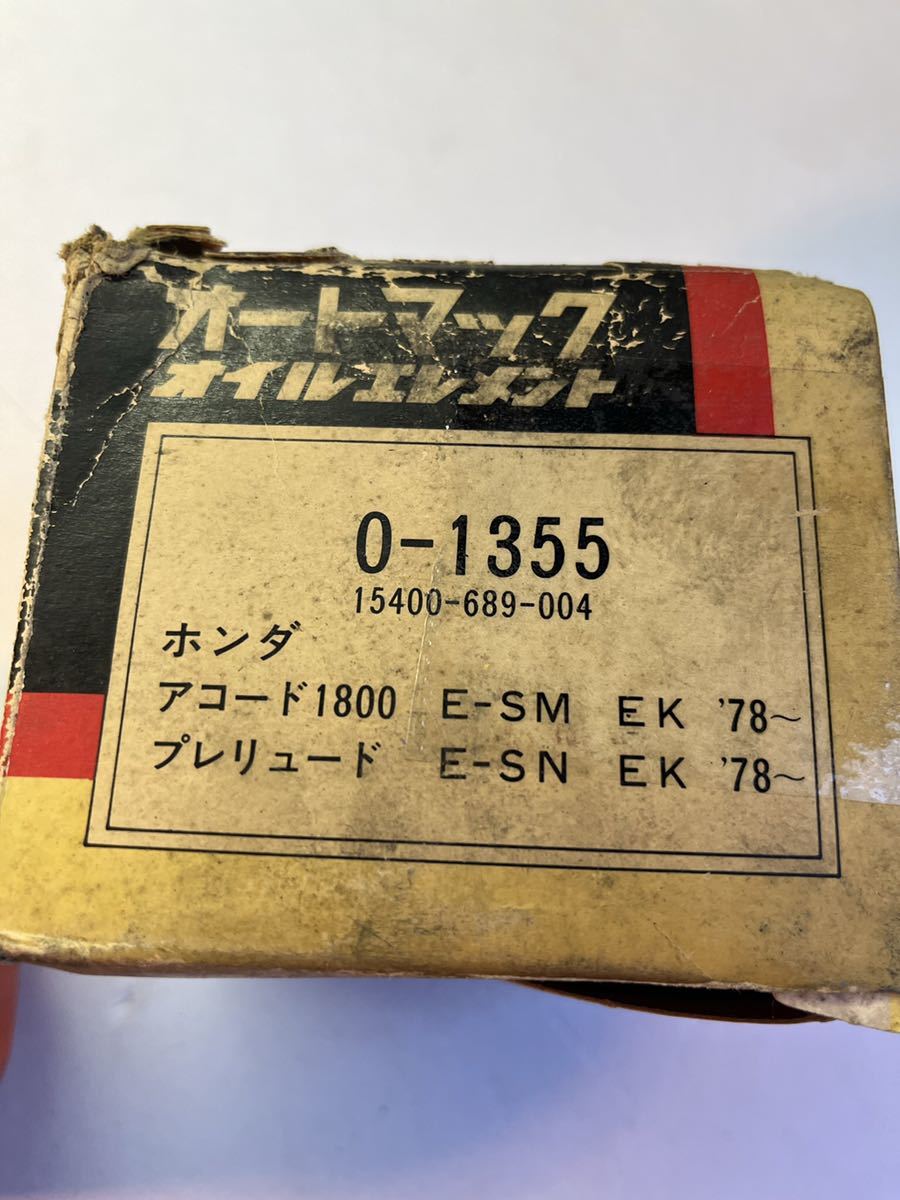 オートマック
オイルエレメント
O-1355
15400-689-004
ホンダ
アコード1800 E-SM EK '78~
プレリュード E-SN EK '78~